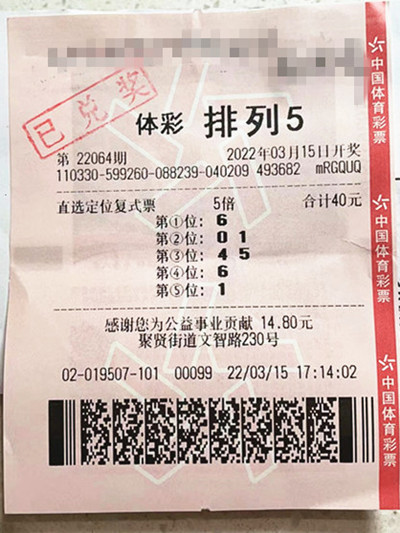 中国体育彩票
已兑奖
体彩 排列5
第 22064期 2022年03月15日开奖
110330-599260-088239-040209 493682 mRGQUQ
直选定位复式票 5倍 合计40元
第①位: 6
第②位: 0 1
第③位: 4 5
第④位: 6
第⑤位: 1
感谢您为公益事业贡献 14.80元
聚贤街道文智路230号
02-019507-101 00099 22/03/15 17:14:02
中国体育彩票
中国体育彩票